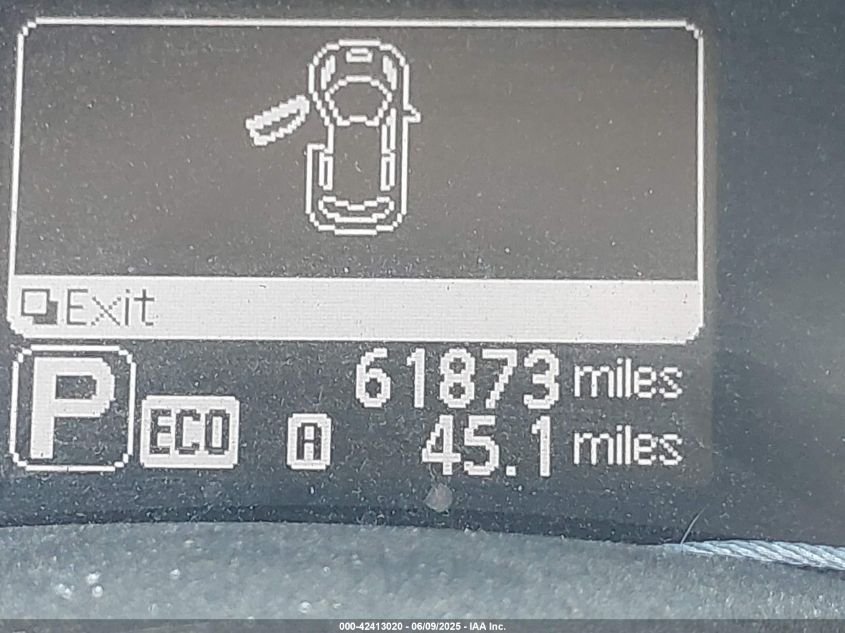 Exit
P
61873 miles
ECO
A 45.1 miles
000-42413020 - 06/09/2025 - IAA Inc.